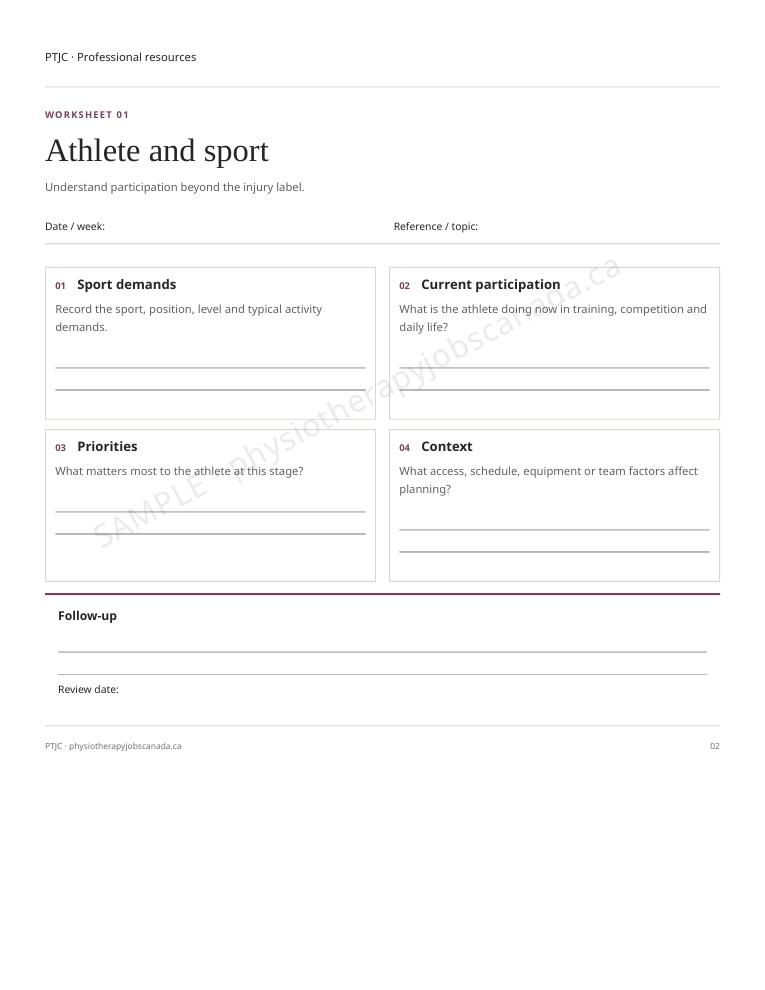 PTJC · Professional resources
WORKSHEET 01
Athlete and sport
Understand participation beyond the injury label.
Date / week:
Reference / topic:
01 Sport demands
Record the sport, position, level and typical activity
demands.
02 Current participation
What is the athlete doing now in training, competition and
daily life?
03 Priorities
What matters most to the athlete at this stage?
04 Context
What access, schedule, equipment or team factors affect
planning?
SAMPLE physiotherapyjobscanada.ca
Follow-up
Review date:
PTJC · physiotherapyjobscanada.ca
02